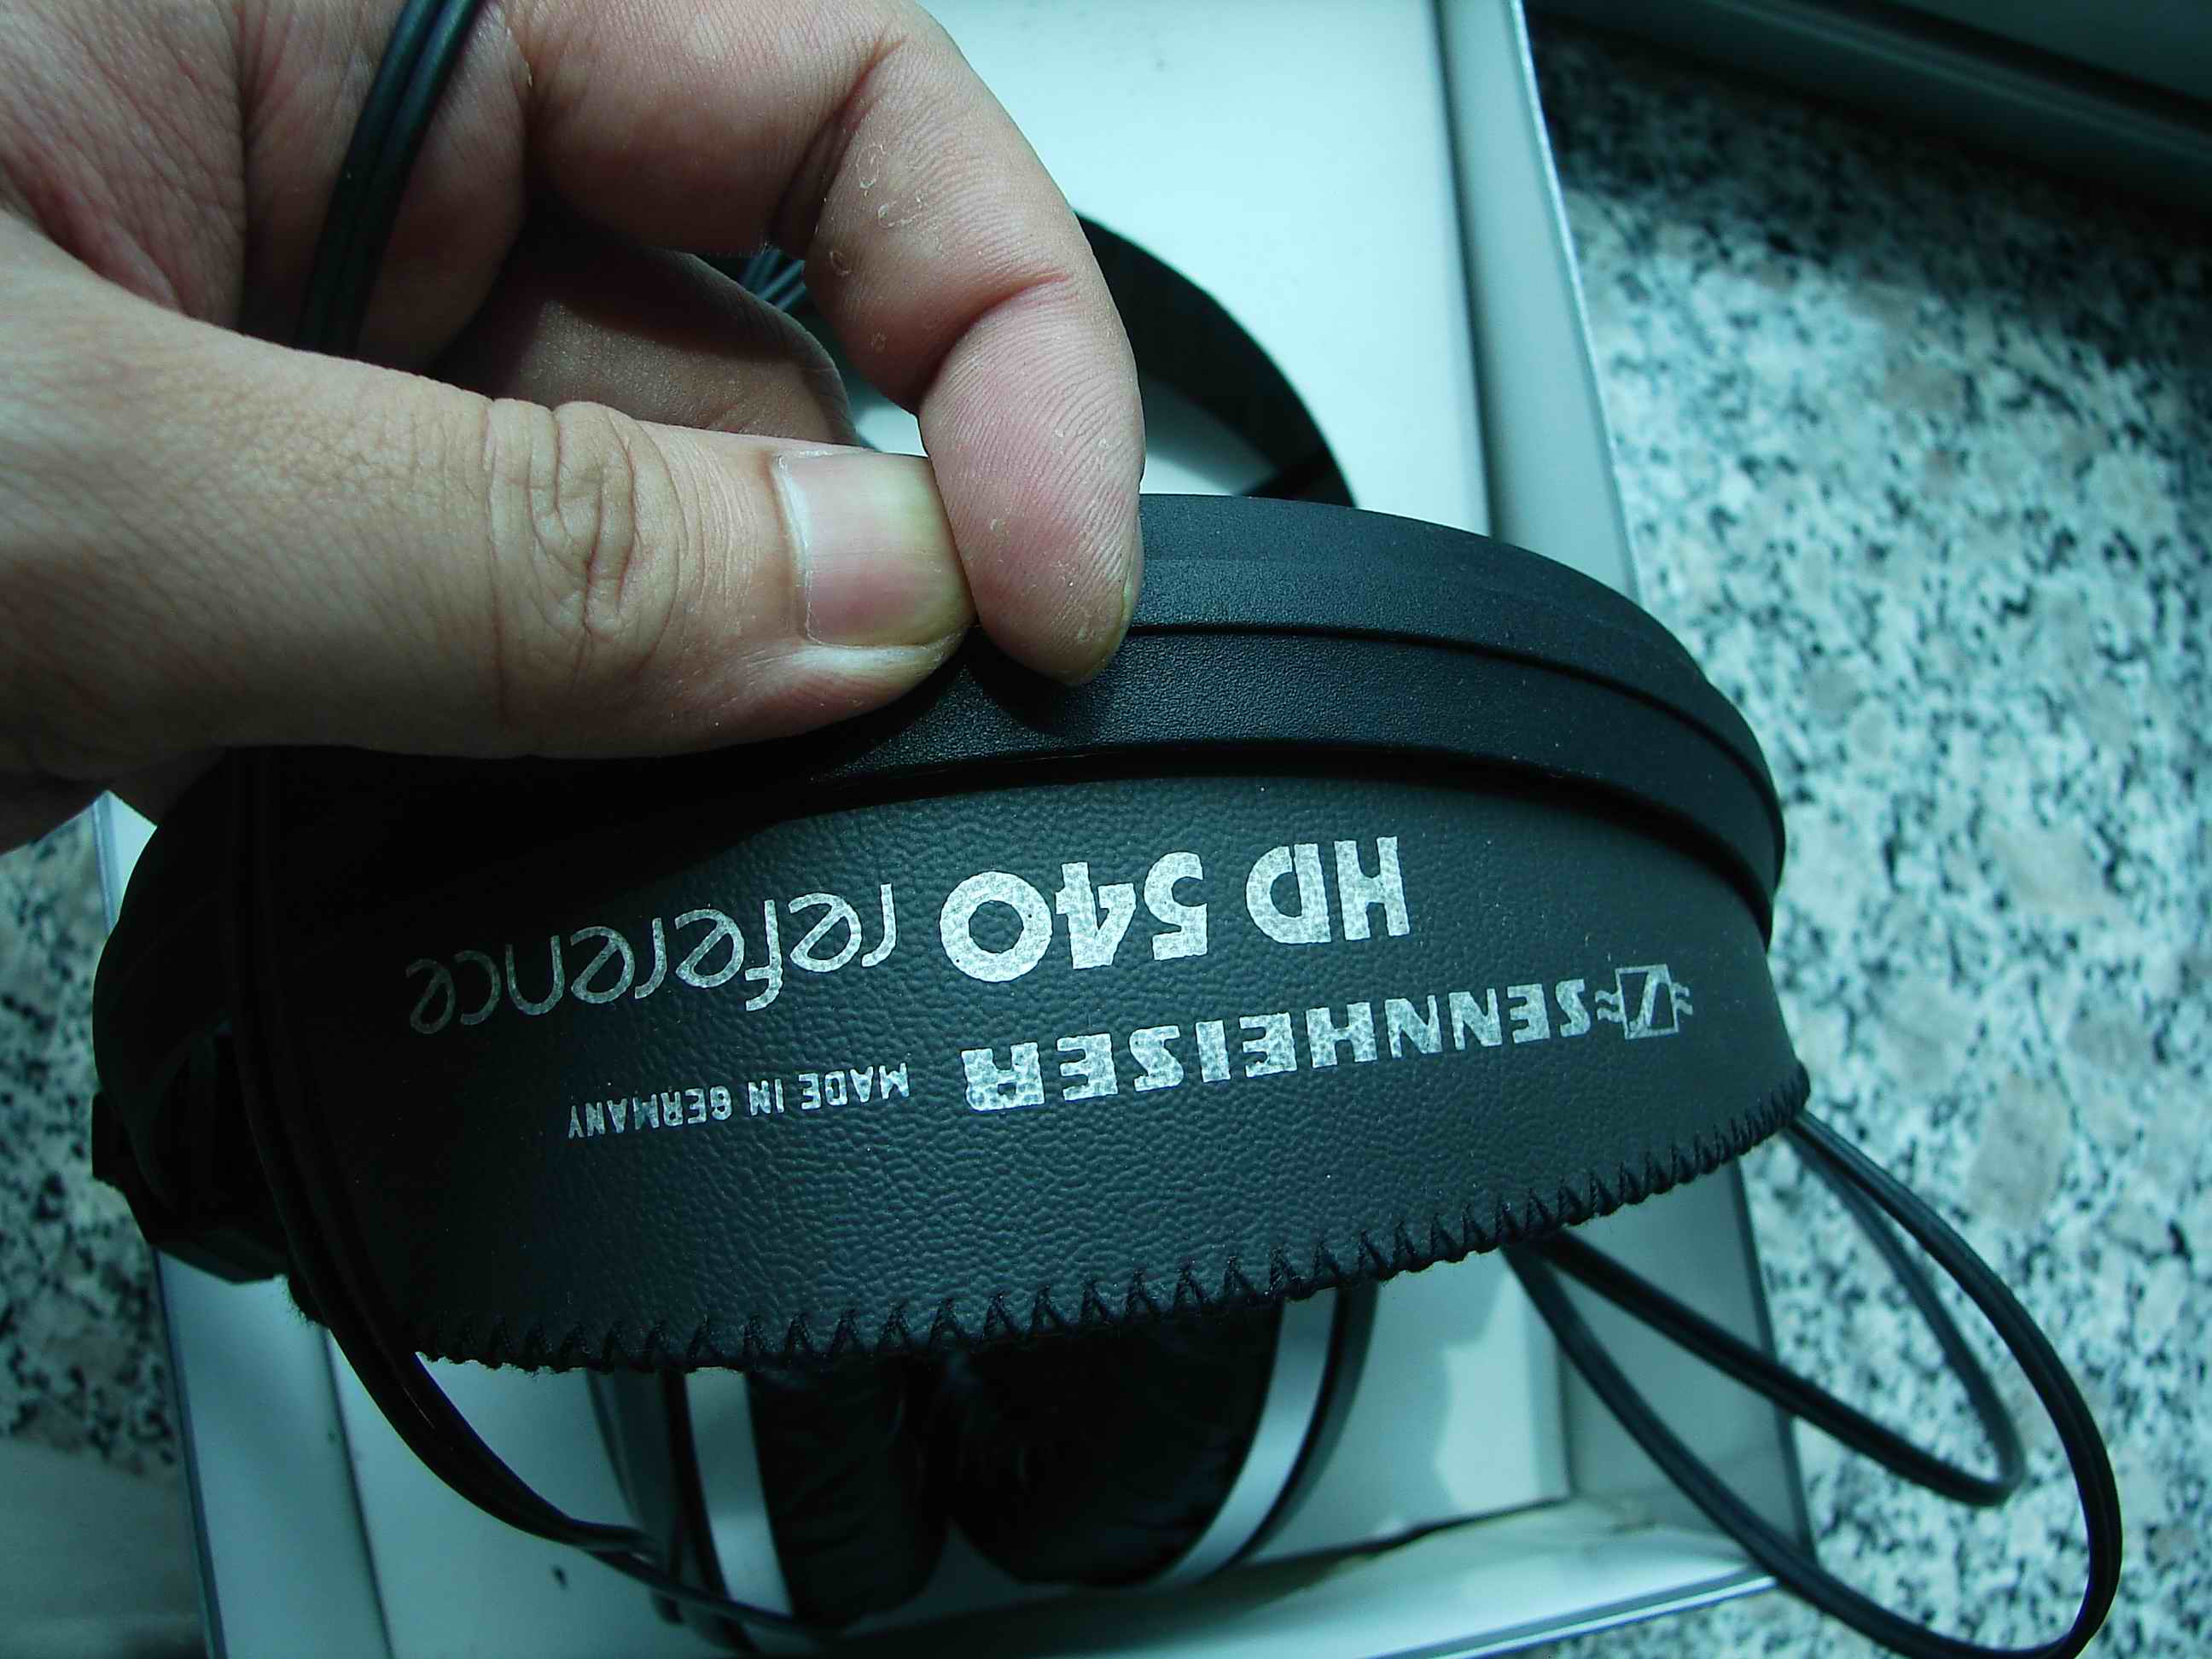 SENNHEISER MADE IN GERMANY
HD 540 reference